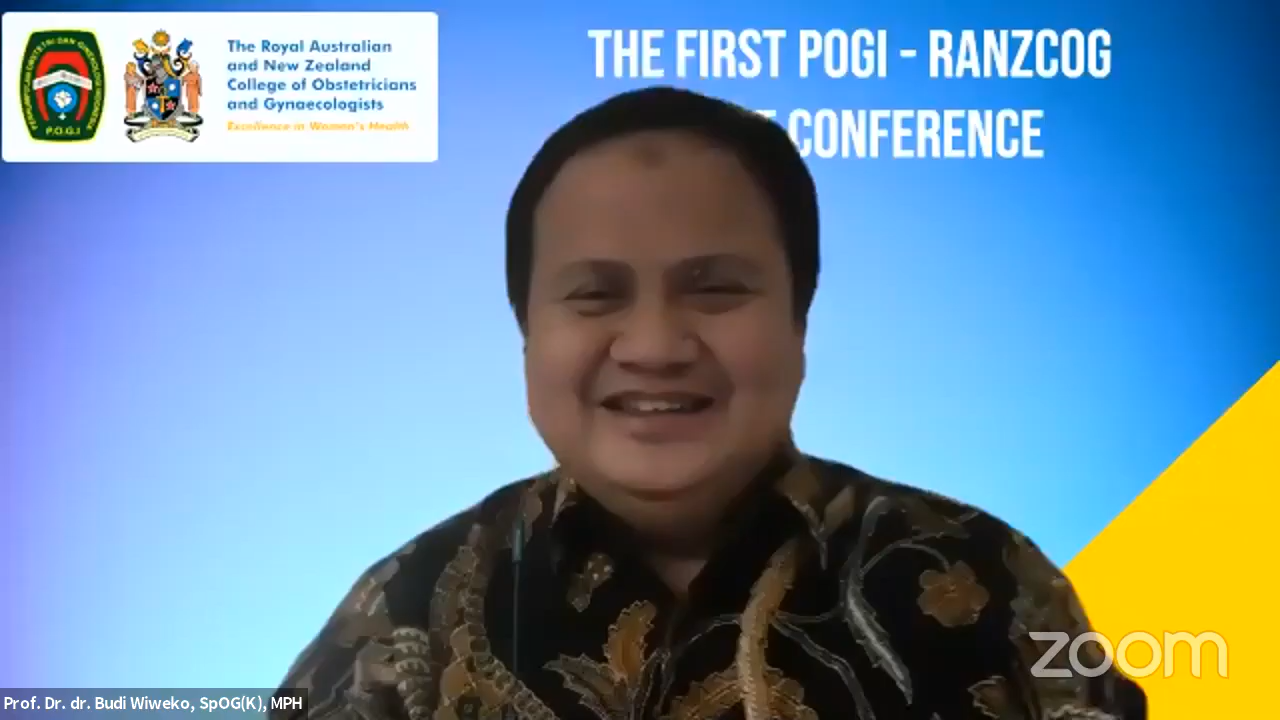 The Royal Australian
and New Zealand
College of Obstetricians
and Gynaecologists
Excellence in Women's Health
P.O.G.I
THE FIRST POGI - RANZCOG
CONFERENCE
zoom
Prof. Dr. dr. Budi Wiweko, SpOG(K), MPH